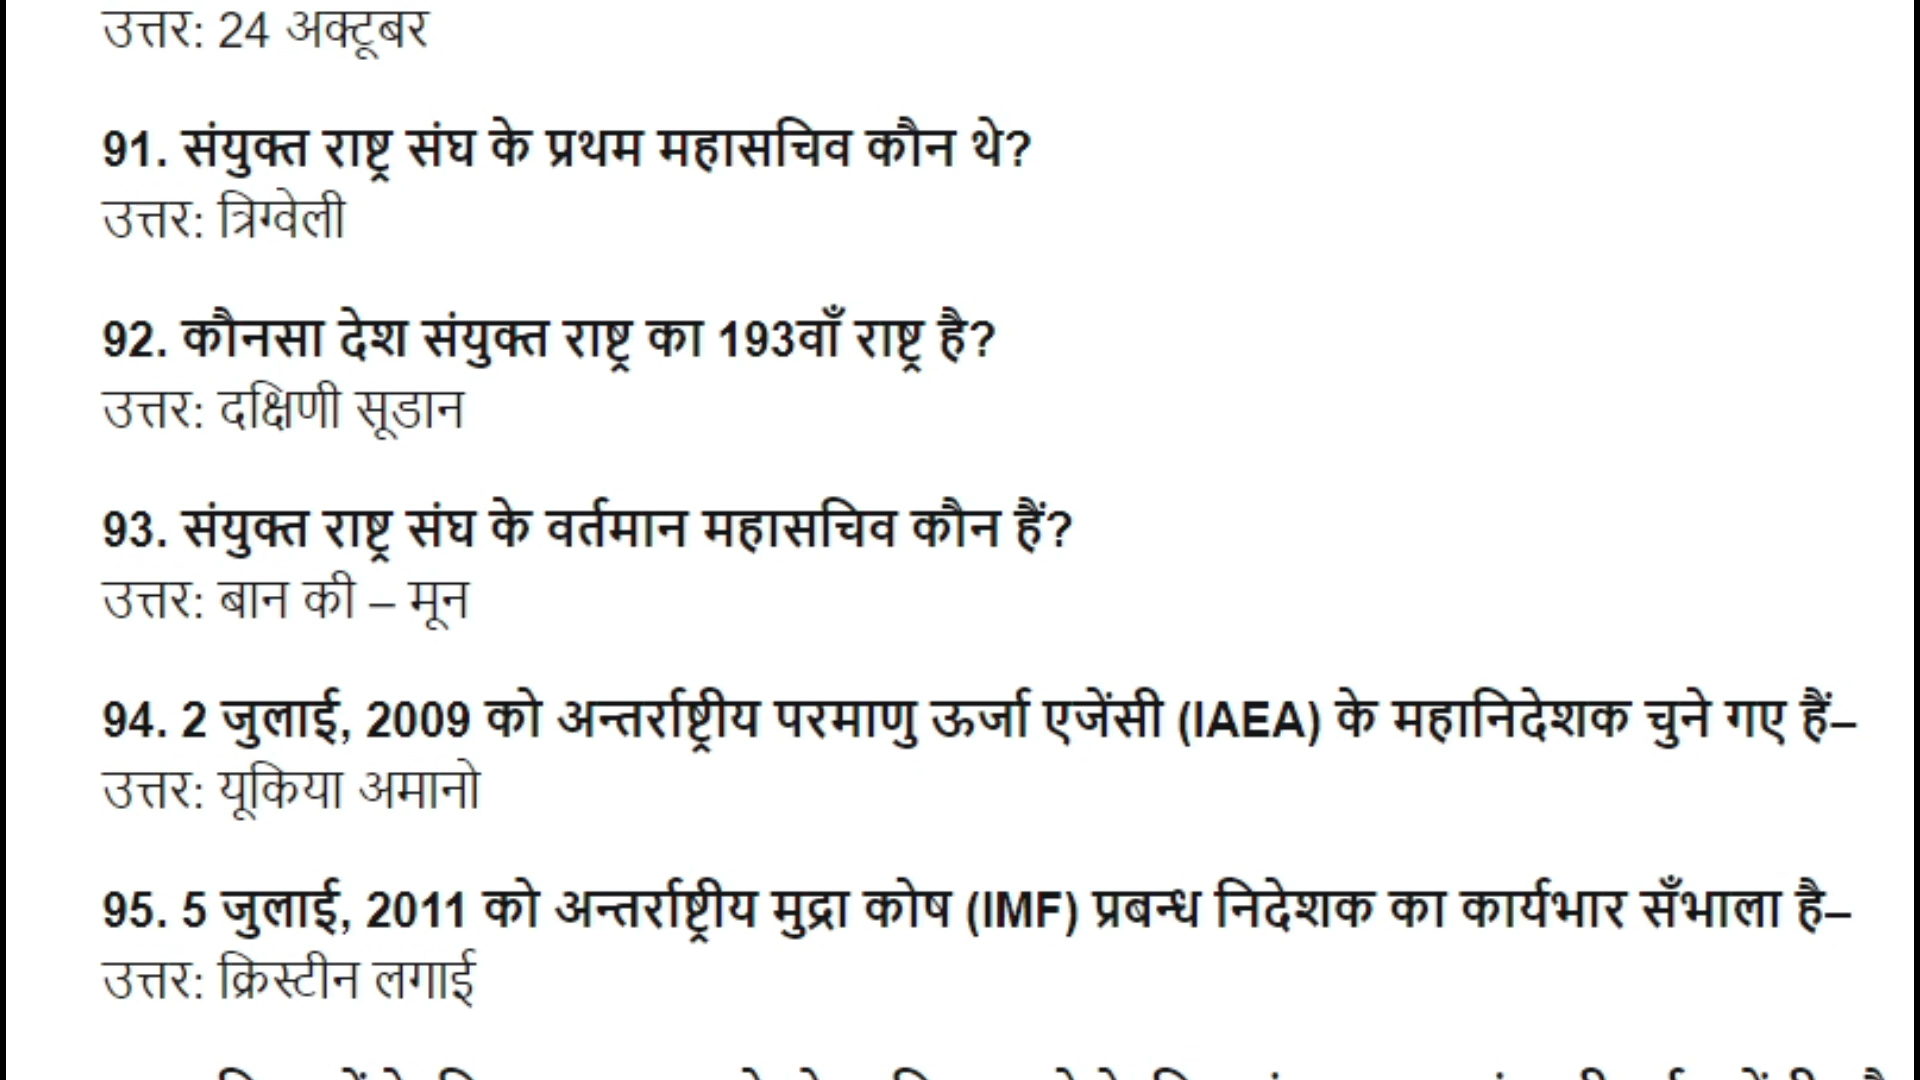 उत्तर: 24 अक्टूबर
91. संयुक्त राष्ट्र संघ के प्रथम महासचिव कौन थे?
उत्तर: त्रिग्वेली
92. कौनसा देश संयुक्त राष्ट्र का 193वाँ राष्ट्र है?
उत्तर: दक्षिणी सूडान
93. संयुक्त राष्ट्र संघ के वर्तमान महासचिव कौन हैं?
उत्तर: बान की – मून
94. 2 जुलाई, 2009 को अन्तर्राष्ट्रीय परमाणु ऊर्जा एजेंसी (IAEA) के महानिदेशक चुने गए हैं–
उत्तर: यूकिया अमानो
95. 5 जुलाई, 2011 को अन्तर्राष्ट्रीय मुद्रा कोष (IMF) प्रबन्ध निदेशक का कार्यभार सँभाला है–
उत्तर: क्रिस्टीन लगाई